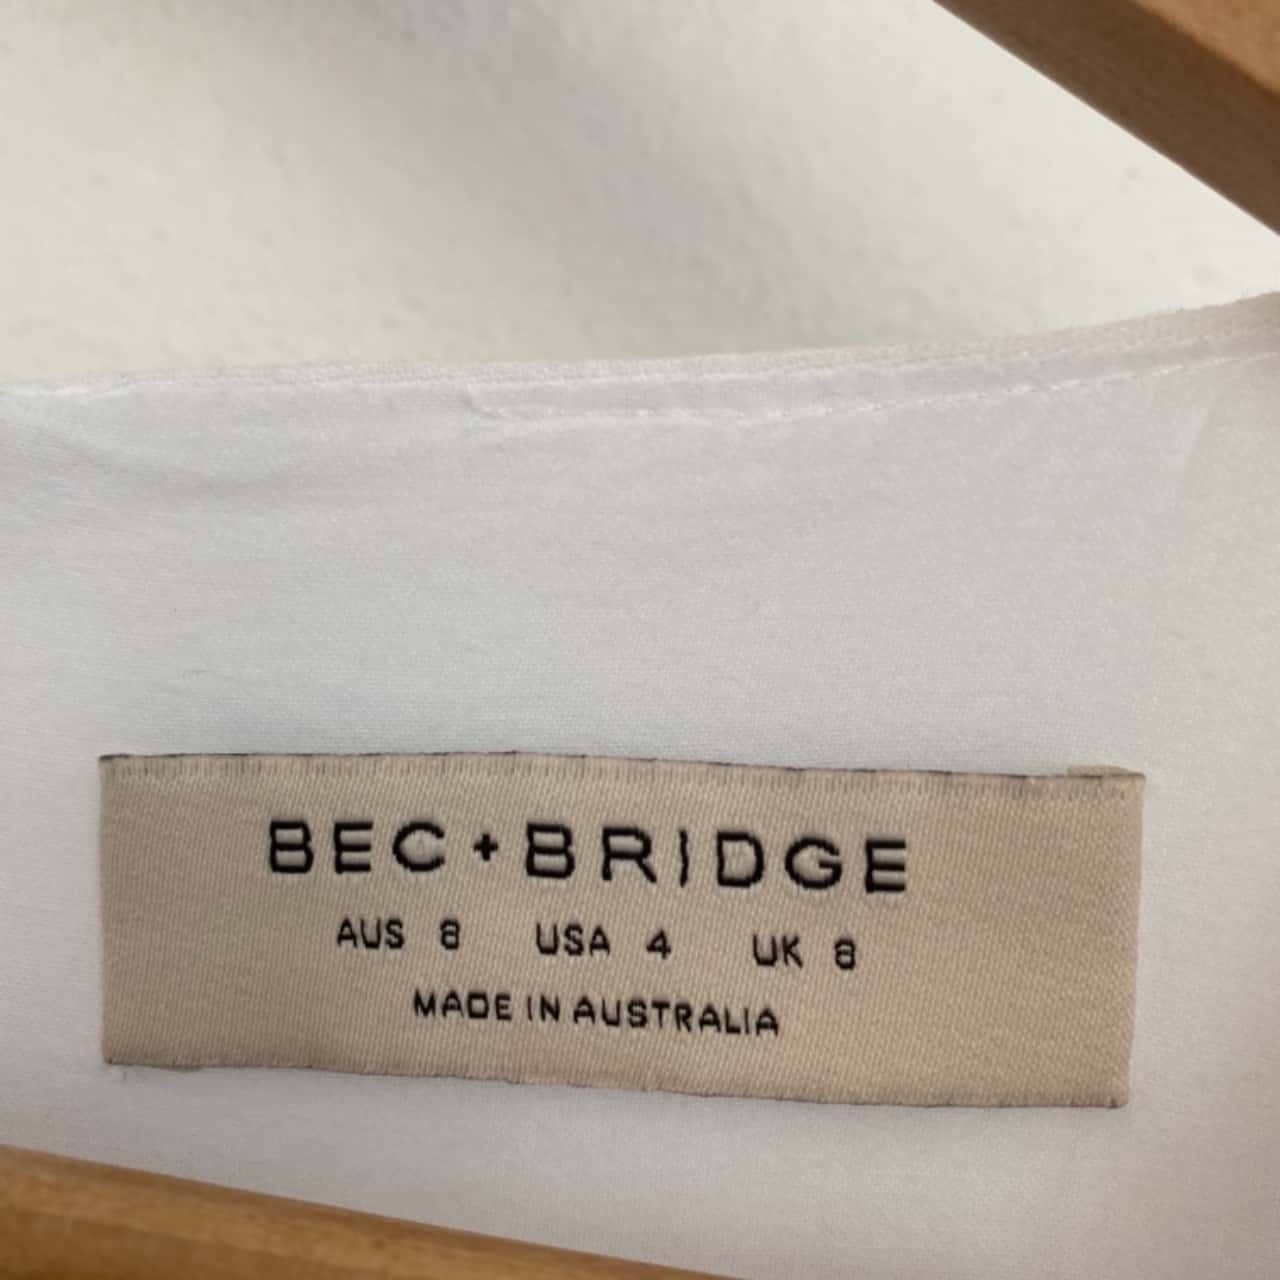 BEC+BRIDGE
AUS 8 USA 4 UK 8
MADE IN AUSTRALIA